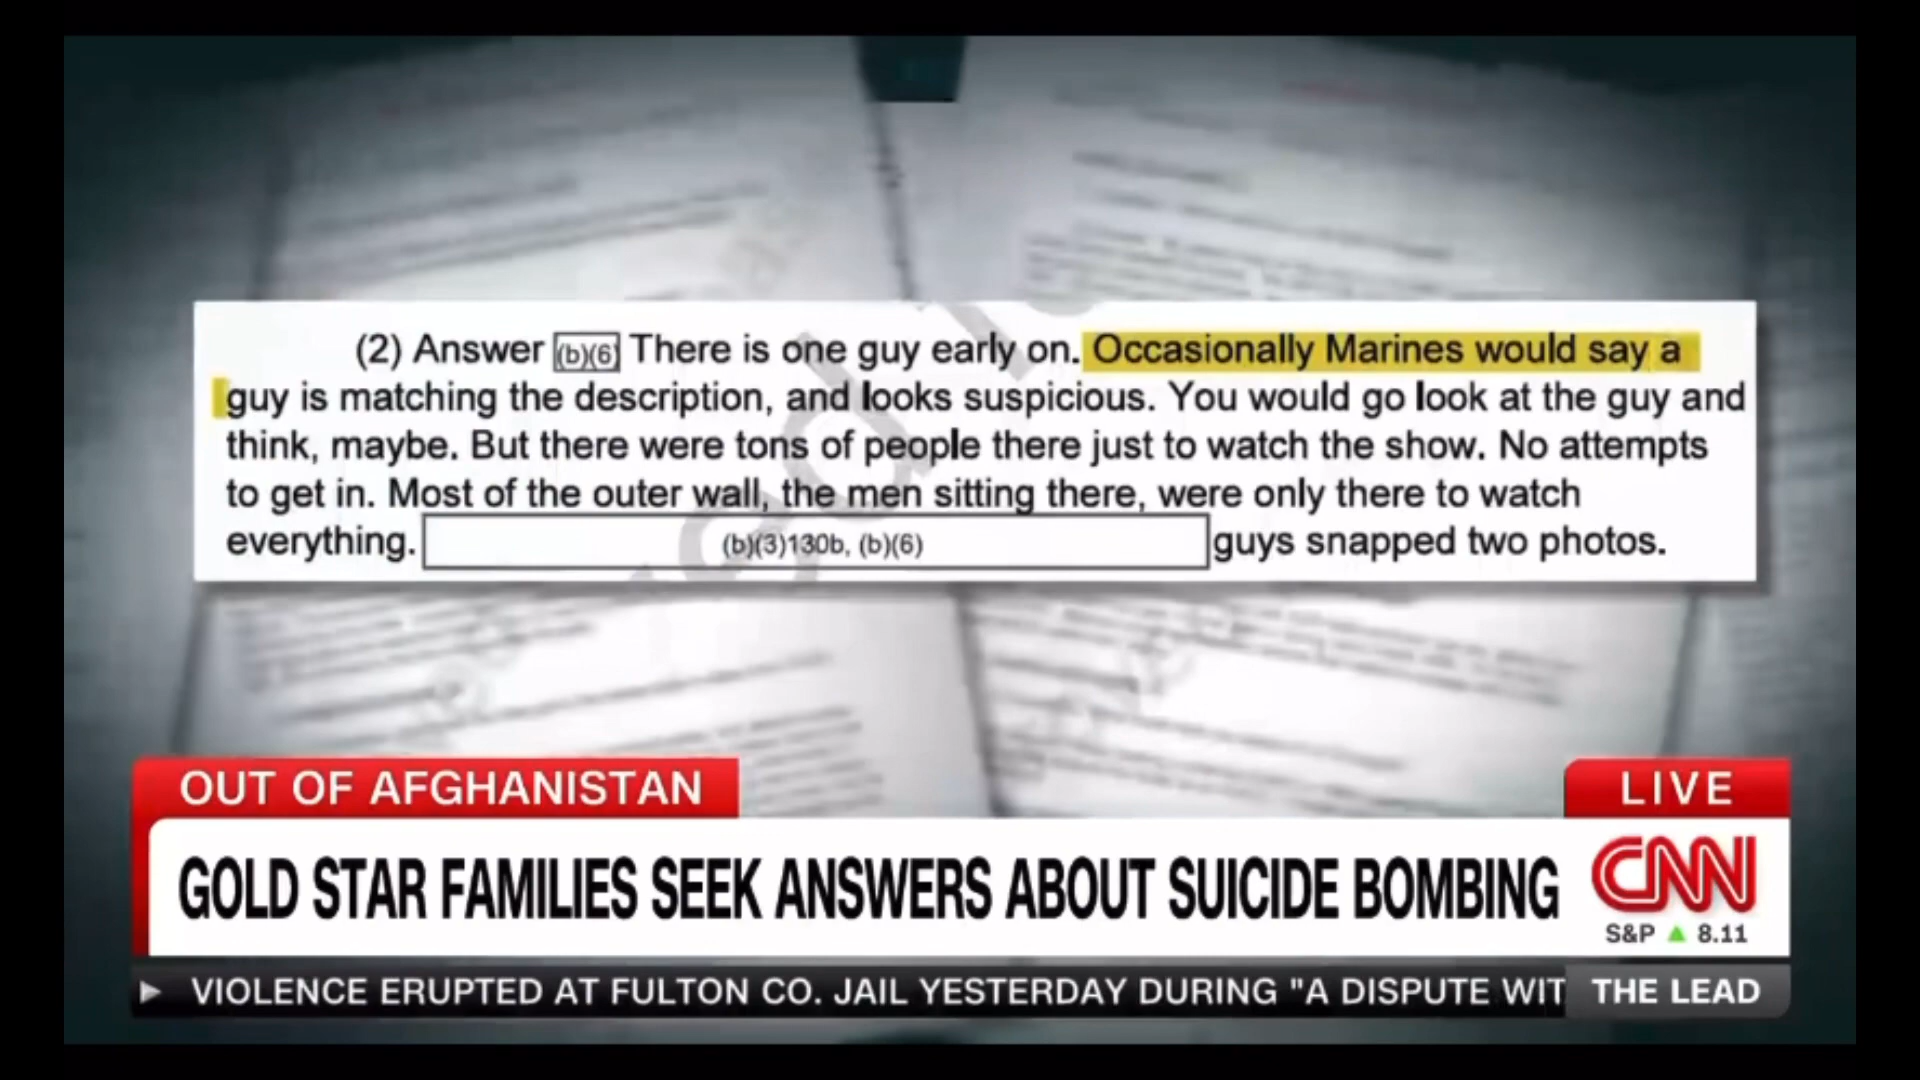 (2) Answer (b)(6) There is one guy early on. Occasionally Marines would say a
guy is matching the description, and looks suspicious. You would go look at the guy and
think, maybe. But there were tons of people there just to watch the show. No attempts
to get in. Most of the outer wall, the men sitting there, were only there to watch
everything. (b)(3)130b, (b)(6) guys snapped two photos.
OUT OF AFGHANISTAN
LIVE
GOLD STAR FAMILIES SEEK ANSWERS ABOUT SUICIDE BOMBING
CNN
S&P ▲ 8.11
VIOLENCE ERUPTED AT FULTON CO. JAIL YESTERDAY DURING "A DISPUTE WIT
THE LEAD